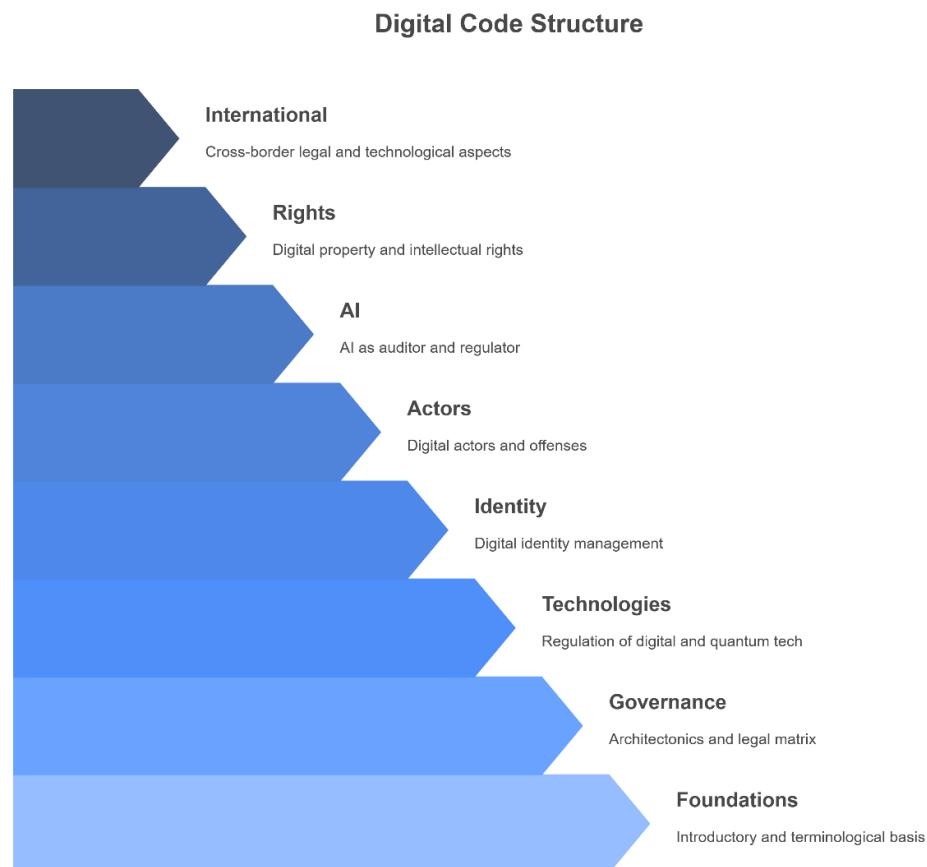 Digital Code Structure
International
Cross-border legal and technological aspects
Rights
Digital property and intellectual rights
AI
AI as auditor and regulator
Actors
Digital actors and offenses
Identity
Digital identity management
Technologies
Regulation of digital and quantum tech
Governance
Architectonics and legal matrix
Foundations
Introductory and terminological basis